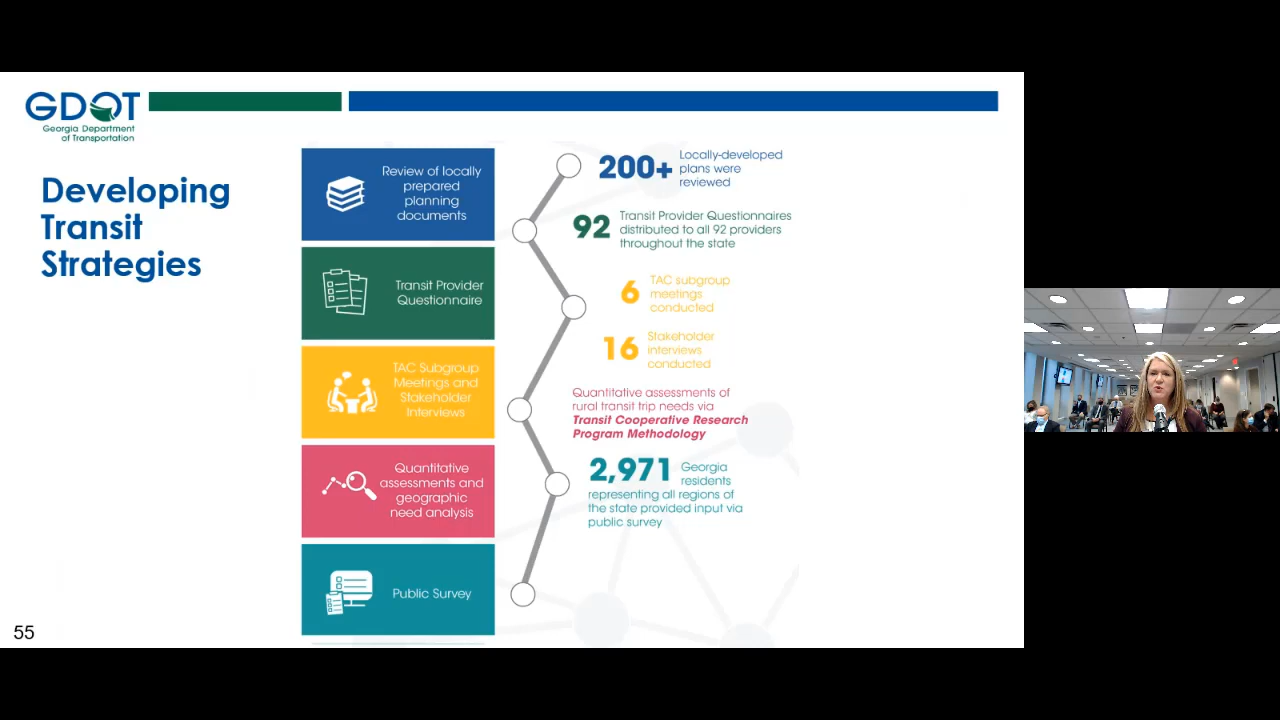 GDOT
Georgia Department
of Transportation
Developing
Transit
Strategies
Review of locally
prepared
planning
documents
Transit Provider
Questionnaire
TAC Subgroup
Meetings and
Stakeholder
Interviews
Quantitative
assessments and
geographic
need analysis
Public Survey
200+
Locally-developed
plans were
reviewed
92
Transit Provider Questionnaires
distributed to all 92 providers
throughout the state
6
TAC subgroup
meetings
conducted
16
Stakeholder
interviews
conducted
Quantitative assessments of
rural transit trip needs via
Transit Cooperative Research
Program Methodology
2,971 Georgia
residents
representing all regions of
the state provided input via
public survey
55